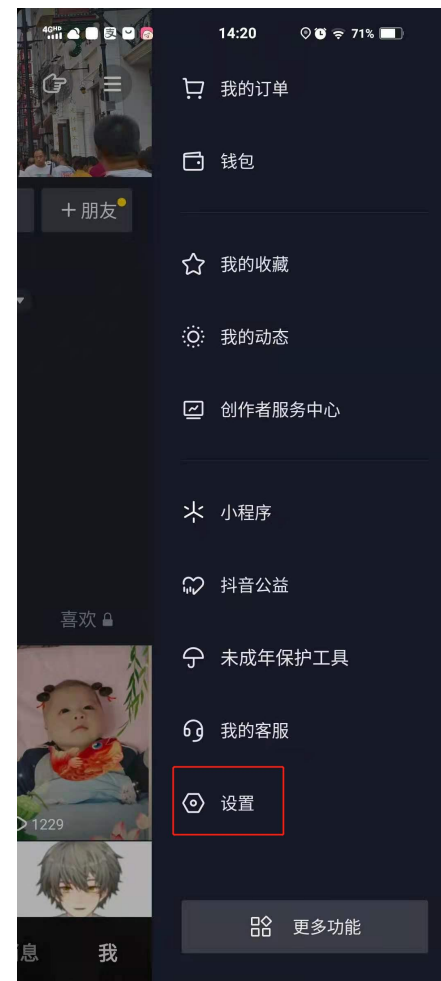 4GHD
14:20
71%
我的订单
钱包
+ 朋友
我的收藏
我的动态
创作者服务中心
小程序
抖音公益
喜欢
未成年保护工具
我的客服
设置
1229
更多功能
息
我